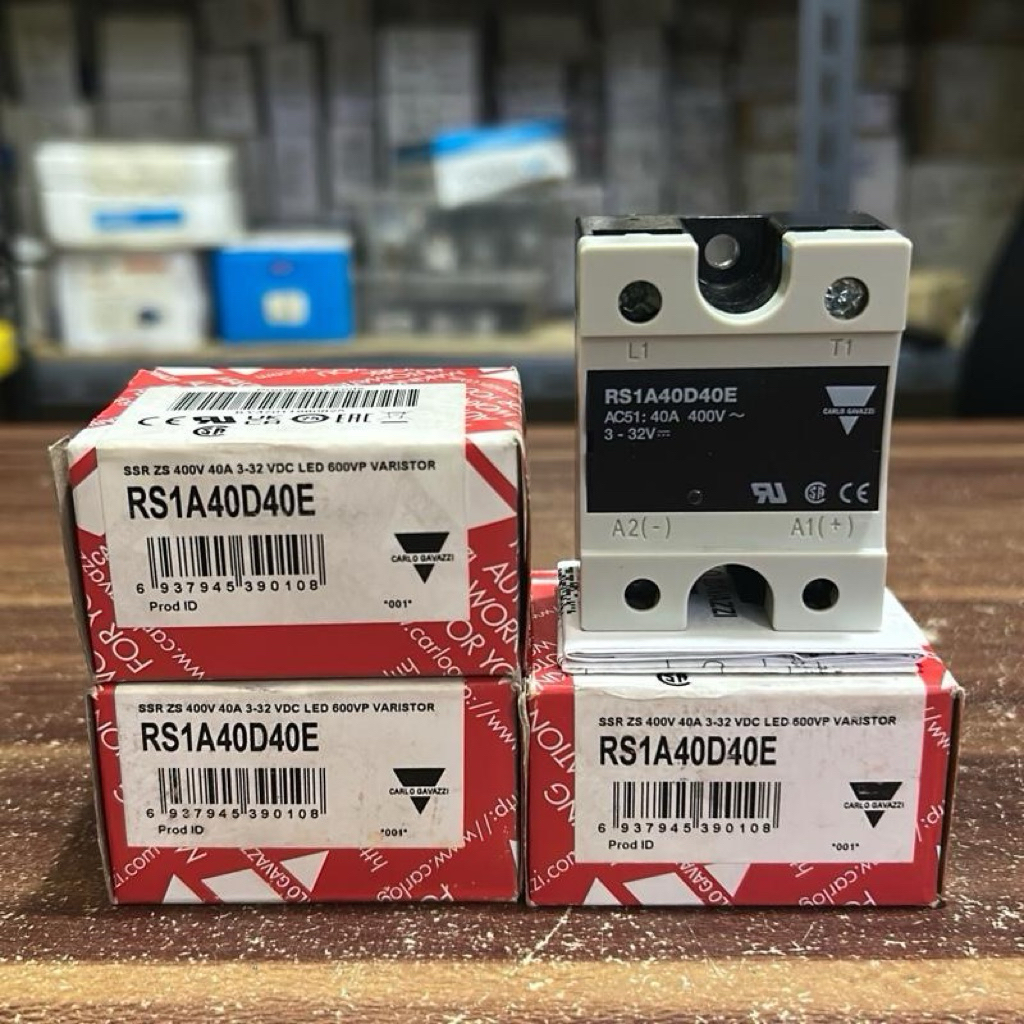 L1 T1
RS1A40D40E
AC51: 40A 400V ~
3 - 32V
CARLO GAVAZZI
CE
A2(-) A1(+)
CE EAC
SSR ZS 400V 40A 3-32 VDC LED 600VP VARISTOR
RS1A40D40E
CARLO GAVAZZI
6 937945 390108
Prod ID "001"
SSR ZS 400V 40A 3-32 VDC LED 600VP VARISTOR
RS1A40D40E
CARLO GAVAZZI
6 937945 390108
Prod ID "001"
SSR ZS 400V 40A 3-32 VDC LED 600VP VARISTOR
RS1A40D40E
CARLO GAVAZZI
6 937945 390108
Prod ID "001"